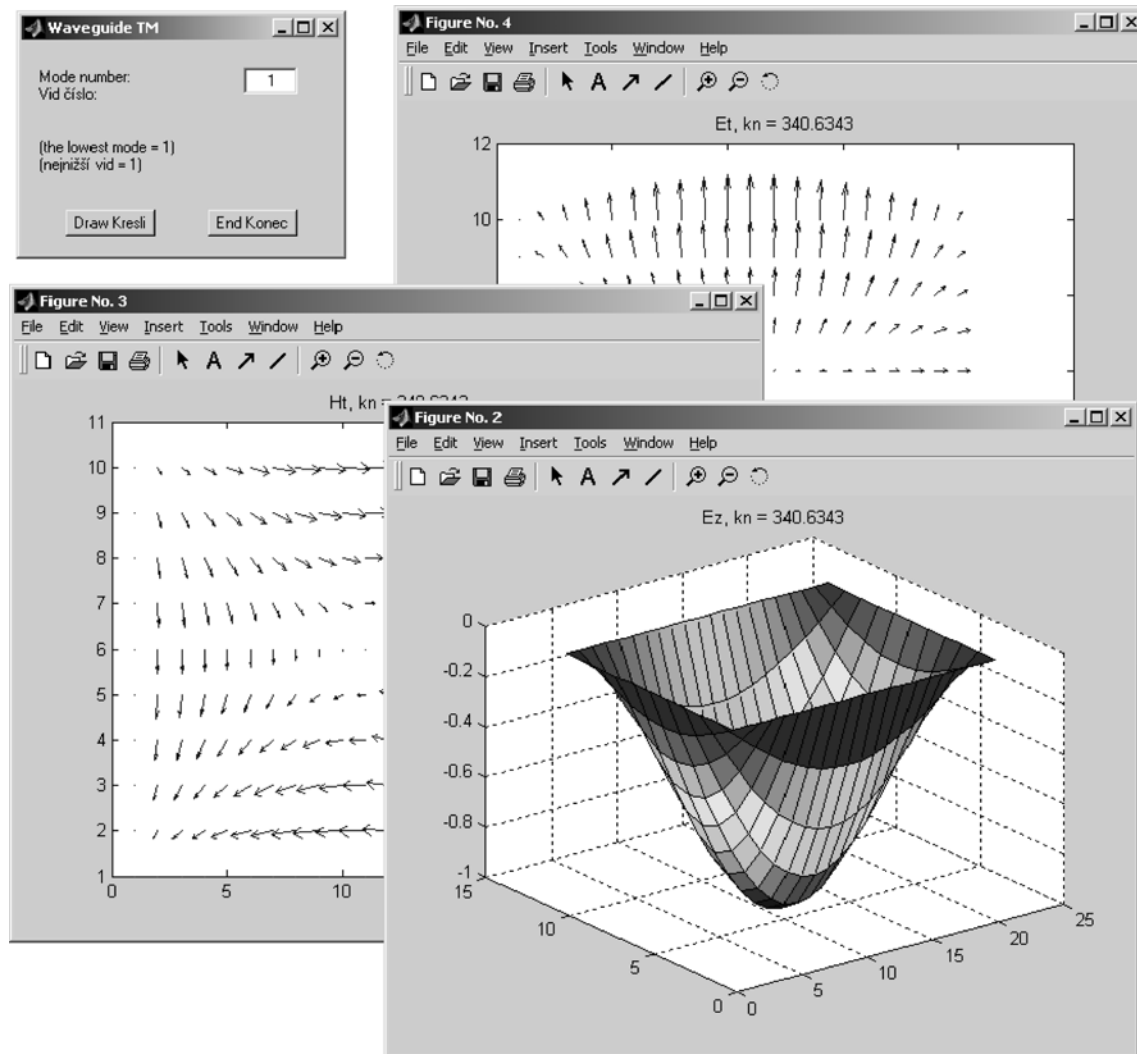 Waveguide TM
Mode number:
Vid číslo:
1
(the lowest mode = 1)
(nejnižší vid = 1)
Draw Kresli
End Konec
Figure No. 4
File Edit View Insert Tools Window Help
A
Et, kn = 340.6343
12
10
Figure No. 3
File Edit View Insert Tools Window Help
A
Ht, kn = 340.6343
11
10
9
8
7
6
5
4
3
2
1
0
5
10
Figure No. 2
File Edit View Insert Tools Window Help
A
Ez, kn = 340.6343
0
-0.2
-0.4
-0.6
-0.8
-1
15
10
5
0
0
5
10
15
20
25